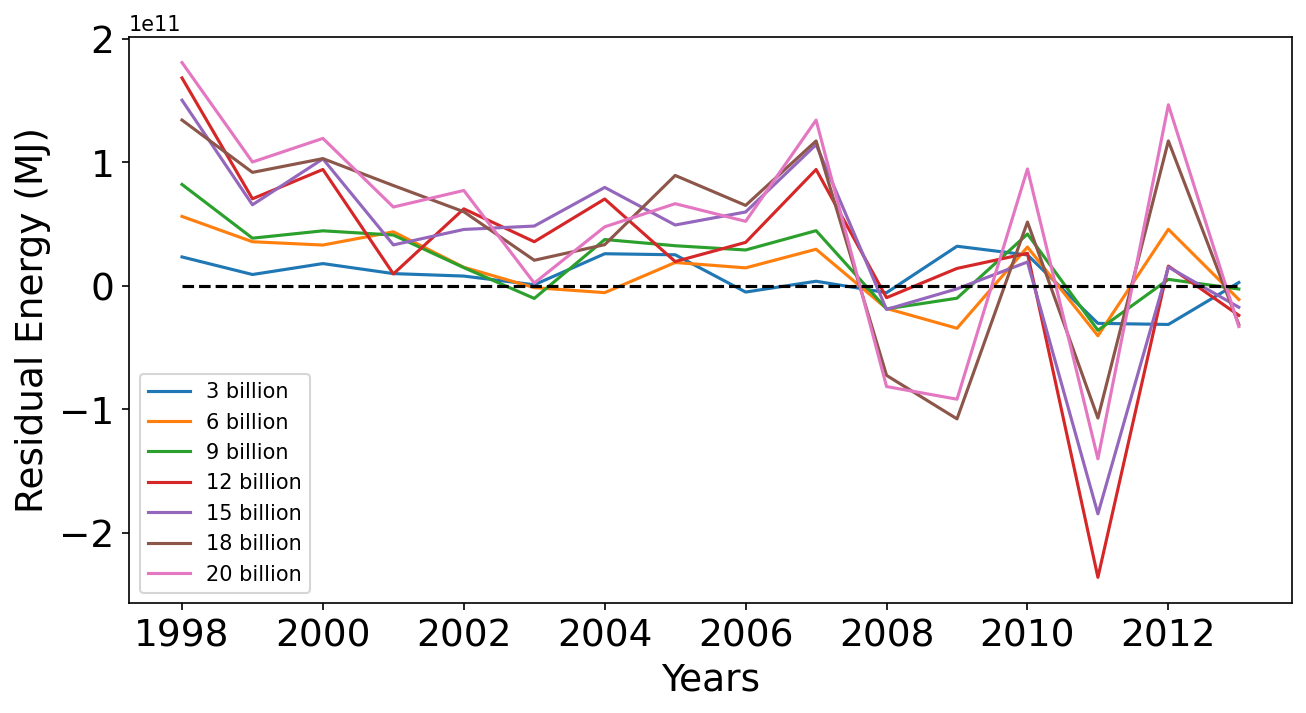 1e11
2
1
0
−1
−2
Residual Energy (MJ)
3 billion
6 billion
9 billion
12 billion
15 billion
18 billion
20 billion
1998 2000 2002 2004 2006 2008 2010 2012
Years